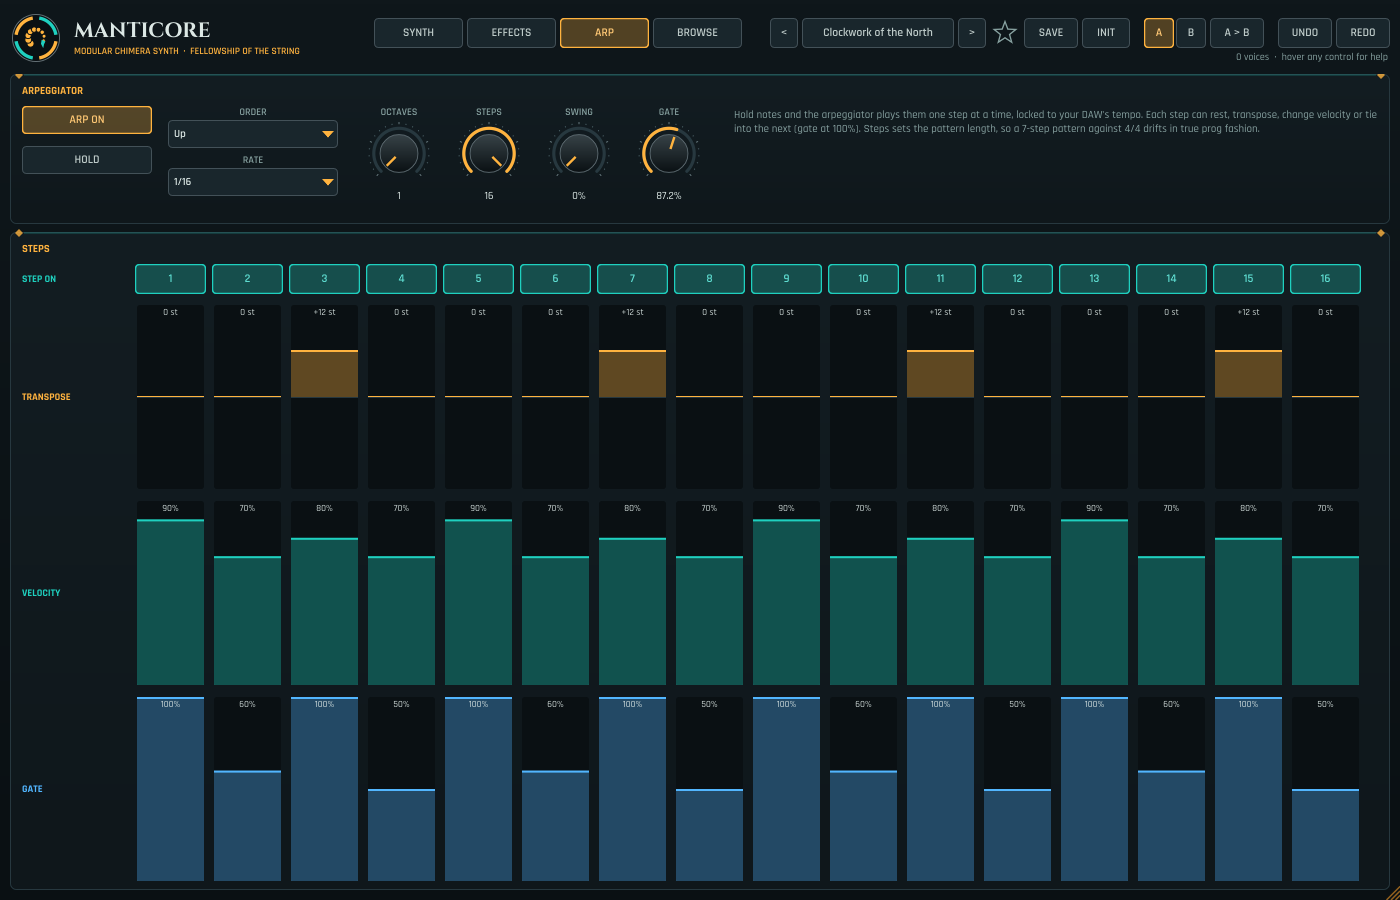 MANTICORE
MODULAR CHIMERA SYNTH · FELLOWSHIP OF THE STRING
SYNTH EFFECTS ARP BROWSE < Clockwork of the North > SAVE INIT A B A > B UNDO REDO
0 voices · hover any control for help
ARPEGGIATOR
ARP ON
HOLD
ORDER
Up
RATE
1/16
OCTAVES STEPS SWING GATE
1 16 0% 87.2%
Hold notes and the arpeggiator plays them one step at a time, locked to your DAW's tempo. Each step can rest, transpose, change velocity or tie
into the next (gate at 100%). Steps sets the pattern length, so a 7-step pattern against 4/4 drifts in true prog fashion.
STEPS
STEP ON 1 2 3 4 5 6 7 8 9 10 11 12 13 14 15 16
0 st 0 st +12 st 0 st 0 st 0 st +12 st 0 st 0 st 0 st +12 st 0 st 0 st 0 st +12 st 0 st
TRANSPOSE
90% 70% 80% 70% 90% 70% 80% 70% 90% 70% 80% 70% 90% 70% 80% 70%
VELOCITY
100% 60% 100% 50% 100% 60% 100% 50% 100% 60% 100% 50% 100% 60% 100% 50%
GATE